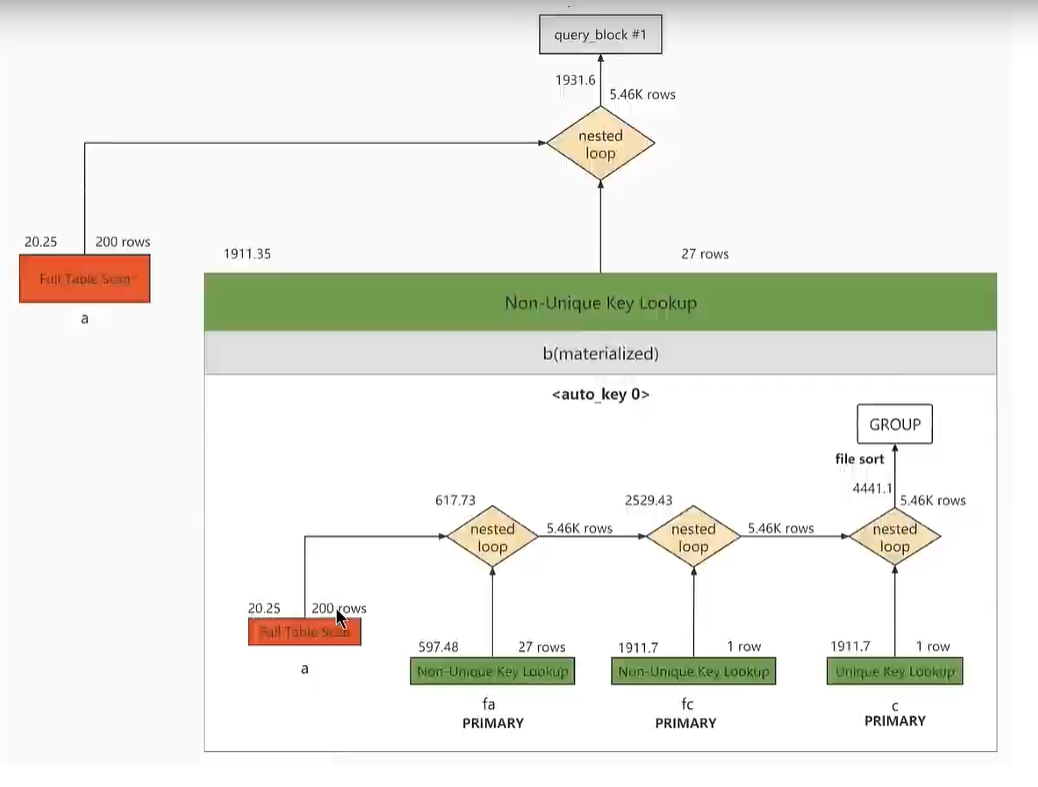 query_block #1
1931.6
5.46K rows
nested
loop
20.25
200 rows
1911.35
27 rows
Full Table Scan
Non-Unique Key Lookup
a
b(materialized)
<auto_key 0>
GROUP
file sort
4441.1
617.73
2529.43
5.46K rows
nested
loop
5.46K rows
nested
loop
5.46K rows
nested
loop
20.25
200 rows
Full Table Scan
597.48
27 rows
1911.7
1 row
1911.7
1 row
a
Non-Unique Key Lookup
Non-Unique Key Lookup
Unique Key Lookup
fa
PRIMARY
fc
PRIMARY
c
PRIMARY